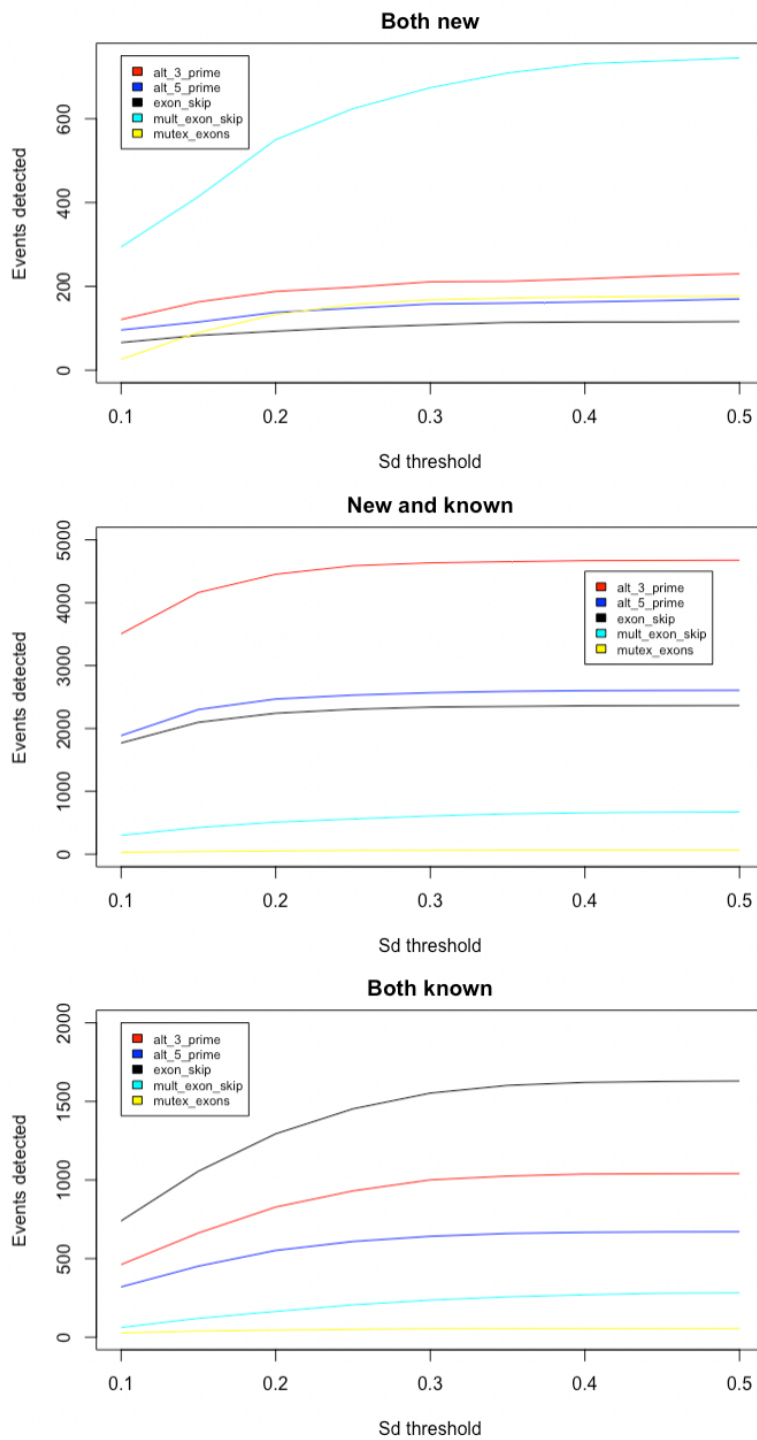 Both new
Events detected
600
400
200
0
alt_3_prime
alt_5_prime
exon_skip
mult_exon_skip
mutex_exons
0.1 0.2 0.3 0.4 0.5
Sd threshold
New and known
Events detected
5000
4000
3000
2000
1000
0
alt_3_prime
alt_5_prime
exon_skip
mult_exon_skip
mutex_exons
0.1 0.2 0.3 0.4 0.5
Sd threshold
Both known
Events detected
2000
1500
1000
500
0
alt_3_prime
alt_5_prime
exon_skip
mult_exon_skip
mutex_exons
0.1 0.2 0.3 0.4 0.5
Sd threshold